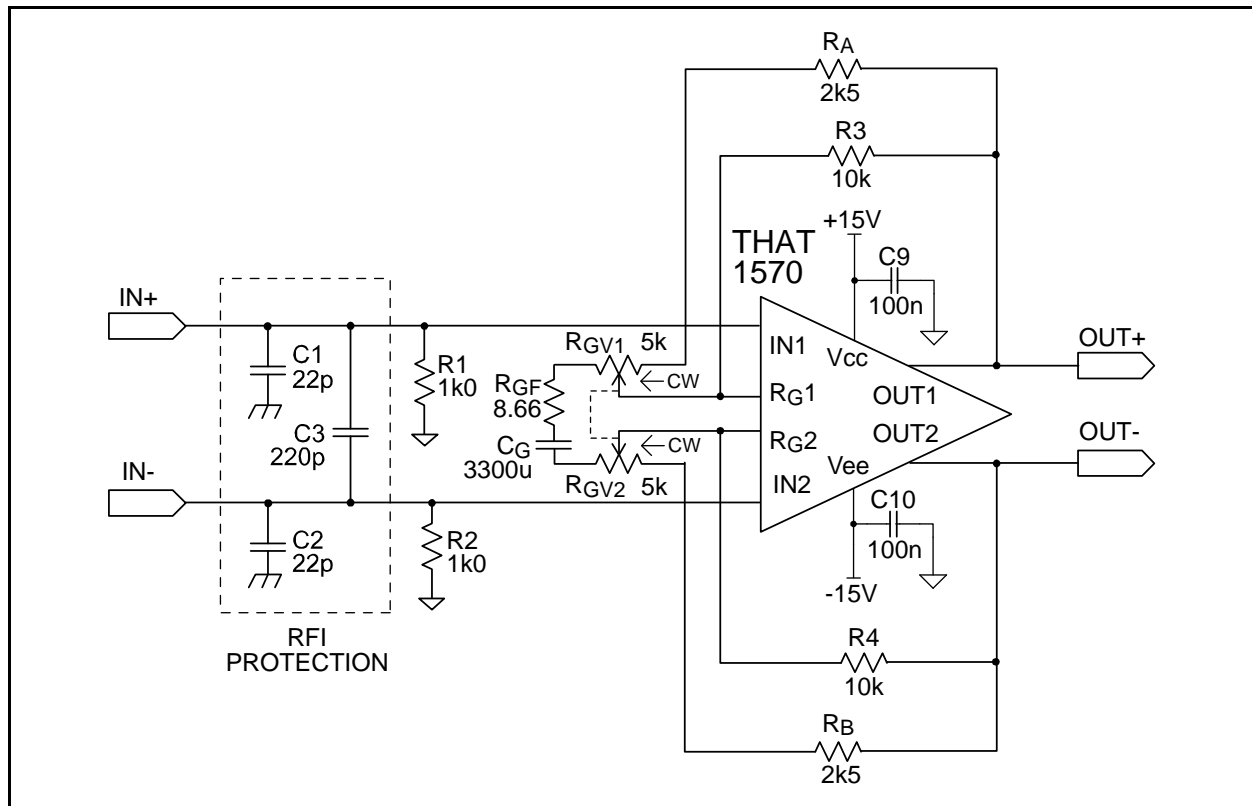 RA
2k5
R3
10k
+15V
THAT
1570
C9
100n
IN+
C1
22p
R1
1k0
C3
220p
RGV1 5k
CW
RGF
8.66
CG
3300u
CW
RGV2 5k
IN1
Vcc
RG1
RG2
IN2
OUT1
OUT2
Vee
OUT+
OUT-
IN-
C2
22p
R2
1k0
C10
100n
-15V
RFI
PROTECTION
R4
10k
RB
2k5